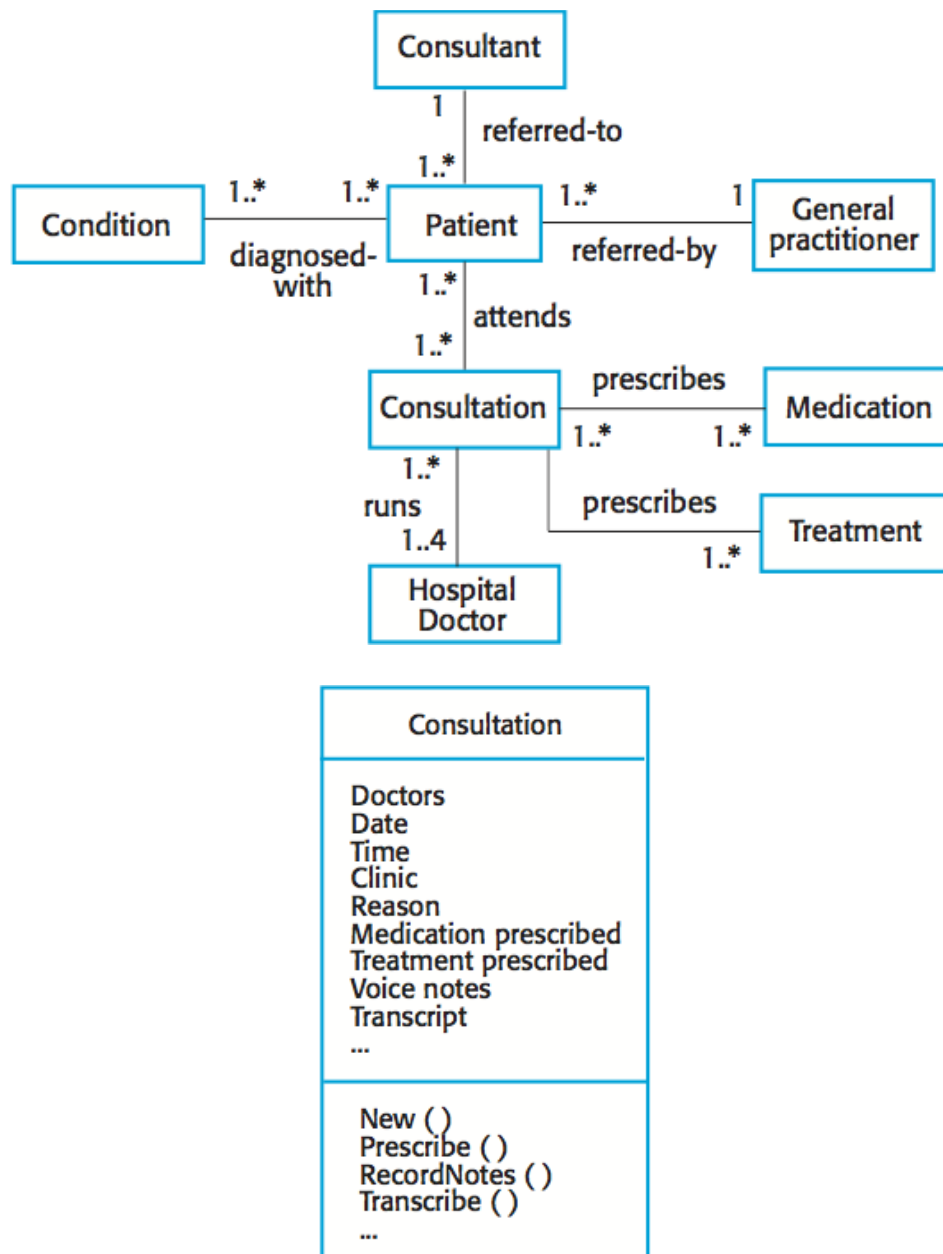 Consultant
1
referred-to
1..*
1..*
1..*
1..*
1
Condition
Patient
General
practitioner
diagnosed-
with
referred-by
1..*
attends
1..*
prescribes
Consultation
Medication
1..*
1..*
1..*
runs
prescribes
1..4
Treatment
1..*
Hospital
Doctor
Consultation
Doctors
Date
Time
Clinic
Reason
Medication prescribed
Treatment prescribed
Voice notes
Transcript
...
New ( )
Prescribe ( )
RecordNotes ( )
Transcribe ( )
...